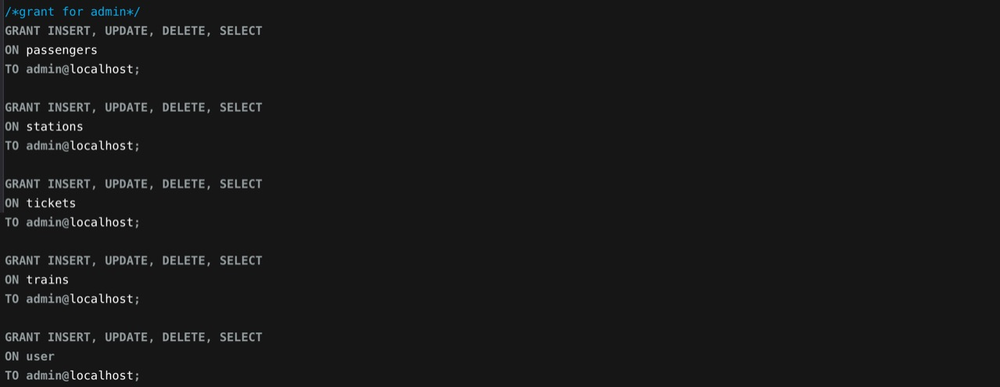 /*grant for admin*/
GRANT INSERT, UPDATE, DELETE, SELECT
ON passengers
TO admin@localhost;
GRANT INSERT, UPDATE, DELETE, SELECT
ON stations
TO admin@localhost;
GRANT INSERT, UPDATE, DELETE, SELECT
ON tickets
TO admin@localhost;
GRANT INSERT, UPDATE, DELETE, SELECT
ON trains
TO admin@localhost;
GRANT INSERT, UPDATE, DELETE, SELECT
ON user
TO admin@localhost;